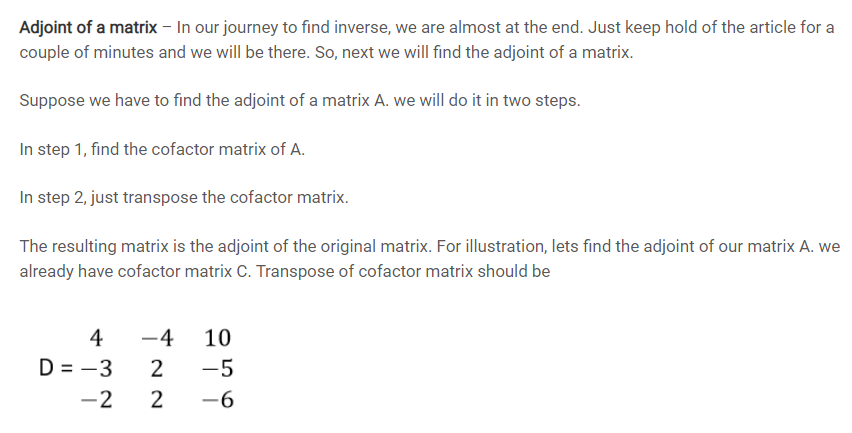 Adjoint of a matrix – In our journey to find inverse, we are almost at the end. Just keep hold of the article for a
couple of minutes and we will be there. So, next we will find the adjoint of a matrix.
Suppose we have to find the adjoint of a matrix A. we will do it in two steps.
In step 1, find the cofactor matrix of A.
In step 2, just transpose the cofactor matrix.
The resulting matrix is the adjoint of the original matrix. For illustration, lets find the adjoint of our matrix A. we
already have cofactor matrix C. Transpose of cofactor matrix should be
4 −4 10
D = −3 2 −5
−2 2 −6